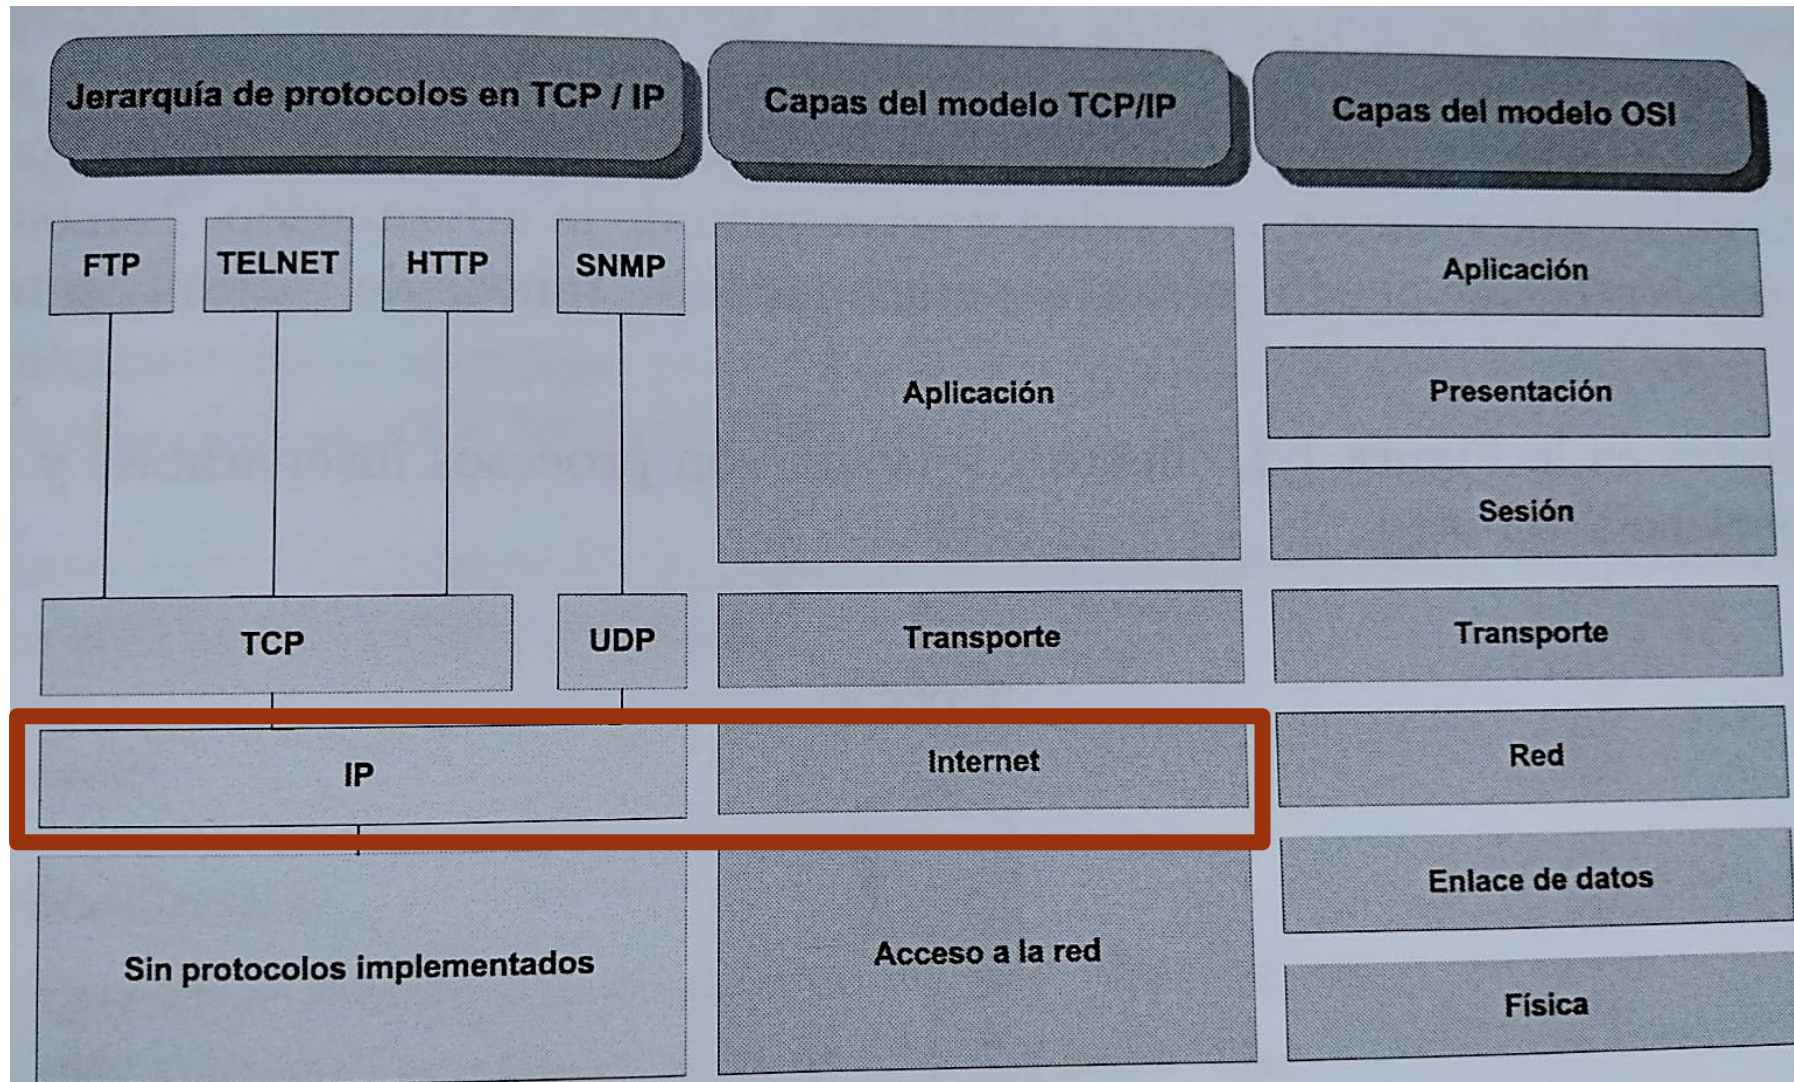 Jerarquía de protocolos en TCP / IP
Capas del modelo TCP/IP
Capas del modelo OSI
FTP
TELNET
HTTP
SNMP
Aplicación
Aplicación
Presentación
Sesión
TCP
UDP
Transporte
Transporte
IP
Internet
Red
Sin protocolos implementados
Acceso a la red
Enlace de datos
Física